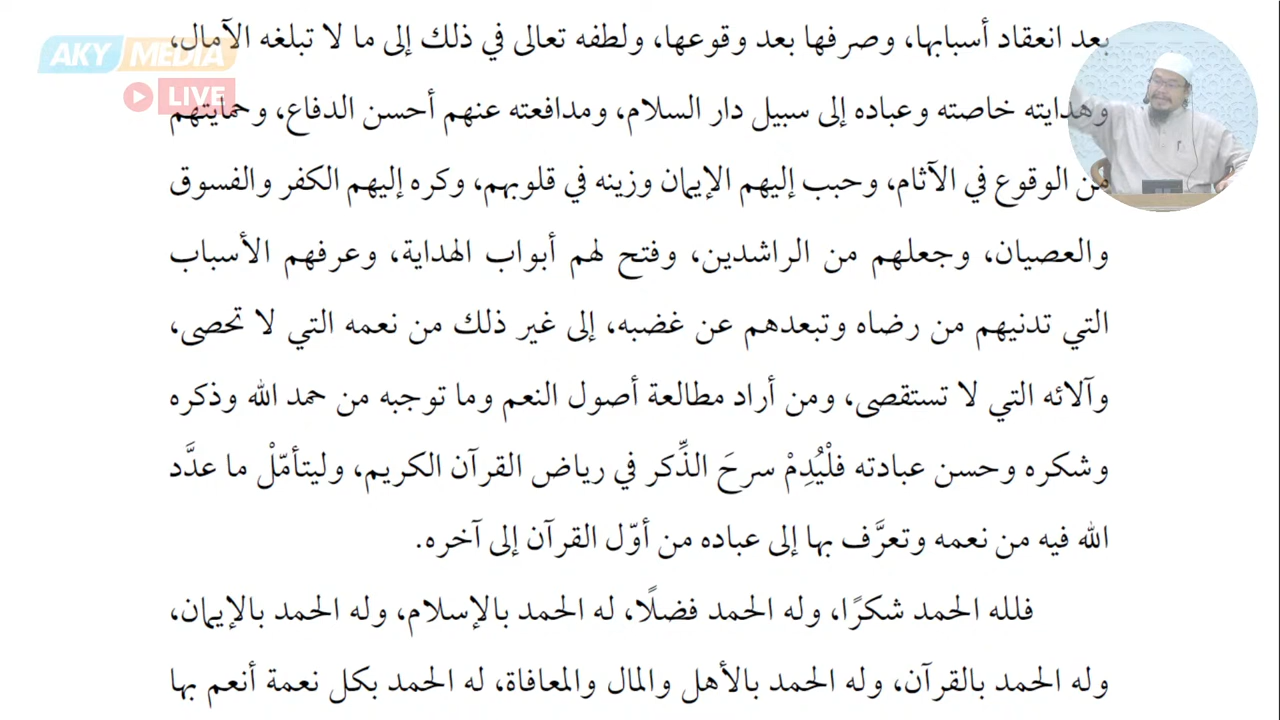 AKY MEDIA
LIVE
بعد انعقاد أسبابها، وصرفها بعد وقوعها، ولطفه تعالى في ذلك إلى ما لا تبلغه الآمال،
وهدايته خاصته وعباده إلى سبيل دار السلام، ومدافعته عنهم أحسن الدفاع، وحمايتهم
من الوقوع في الآثام، وحبب إليهم الإيمان وزينه في قلوبهم، وكره إليهم الكفر والفسوق
والعصيان، وجعلهم من الراشدين، وفتح لهم أبواب الهداية، وعرفهم الأسباب
التي تدنيهم من رضاه وتبعدهم عن غضبه، إلى غير ذلك من نعمه التي لا تحصى،
وآلائه التي لا تستقصى، ومن أراد مطالعة أصول النعم وما توجبه من حمد الله وذكره
وشكره وحسن عبادته فلْيُدِمْ سرحَ الذِّكر في رياض القرآن الكريم، وليتأمّلْ ما عدَّد
الله فيه من نعمه وتعرَّف بها إلى عباده من أوّل القرآن إلى آخره.
فلله الحمد شكرًا، وله الحمد فضلًا، له الحمد بالإسلام، وله الحمد بالإيمان،
وله الحمد بالقرآن، وله الحمد بالأهل والمال والمعافاة، له الحمد بكل نعمة أنعم بها